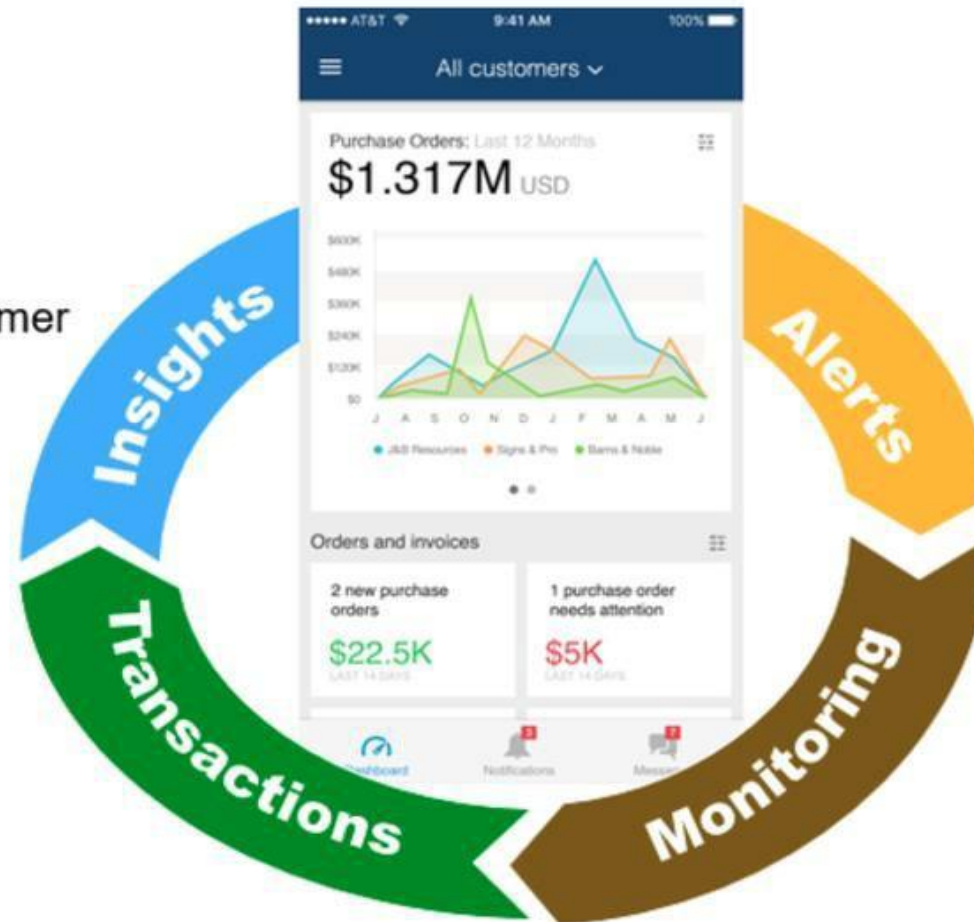 AT&T 9:41 AM 100%
All customers
Purchase Orders: Last 12 Months
$1.317M USD
$600K
$480K
$360K
$240K
$120K
$0
J A S O N D J F M A M J
J&B Resources Signs & Pro Barns & Noble
Orders and invoices
2 new purchase
orders
$22.5K
LAST 14 DAYS
1 purchase order
needs attention
$5K
LAST 14 DAYS
Dashboard Notifications
mer
Insights
Alerts
Transactions
Monitoring